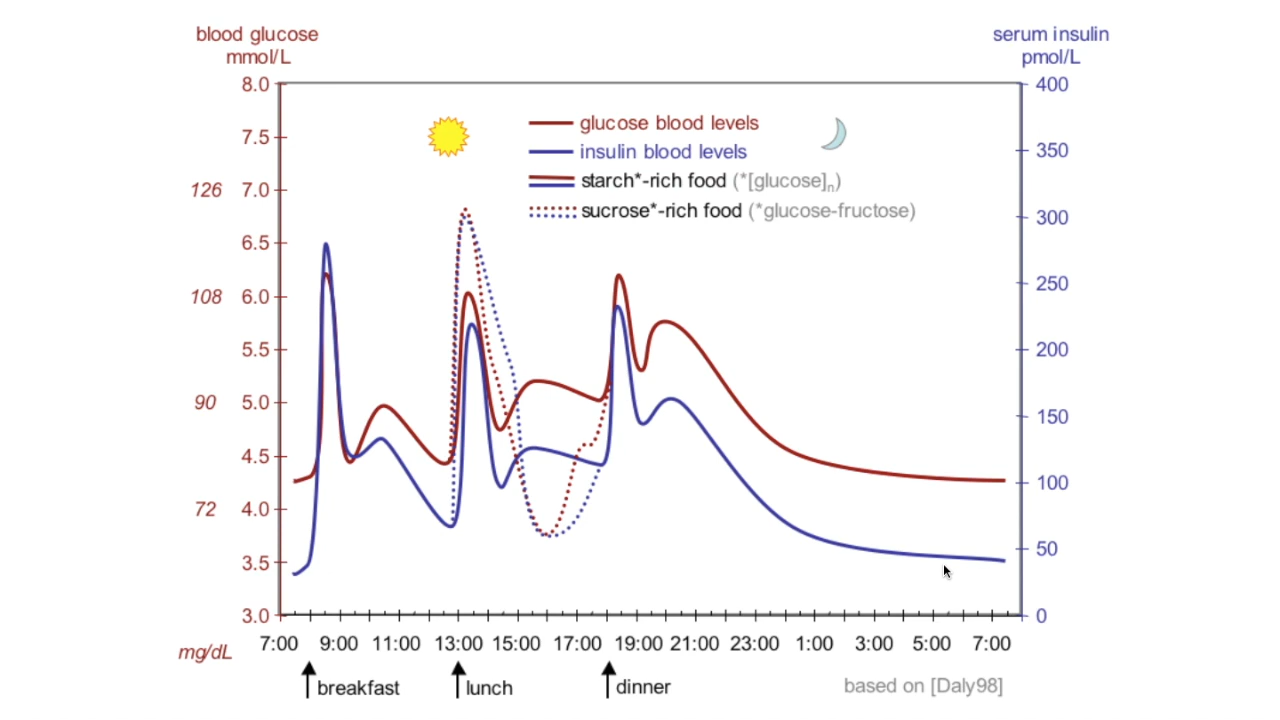 blood glucose
mmol/L
serum insulin
pmol/L
8.0
7.5
126 7.0
6.5
108 6.0
5.5
90 5.0
4.5
72 4.0
3.5
3.0
mg/dL
glucose blood levels
insulin blood levels
starch*-rich food (*[glucose]n)
sucrose*-rich food (*glucose-fructose)
400
350
300
250
200
150
100
50
0
7:00 9:00 11:00 13:00 15:00 17:00 19:00 21:00 23:00 1:00 3:00 5:00 7:00
breakfast lunch dinner
based on [Daly98]